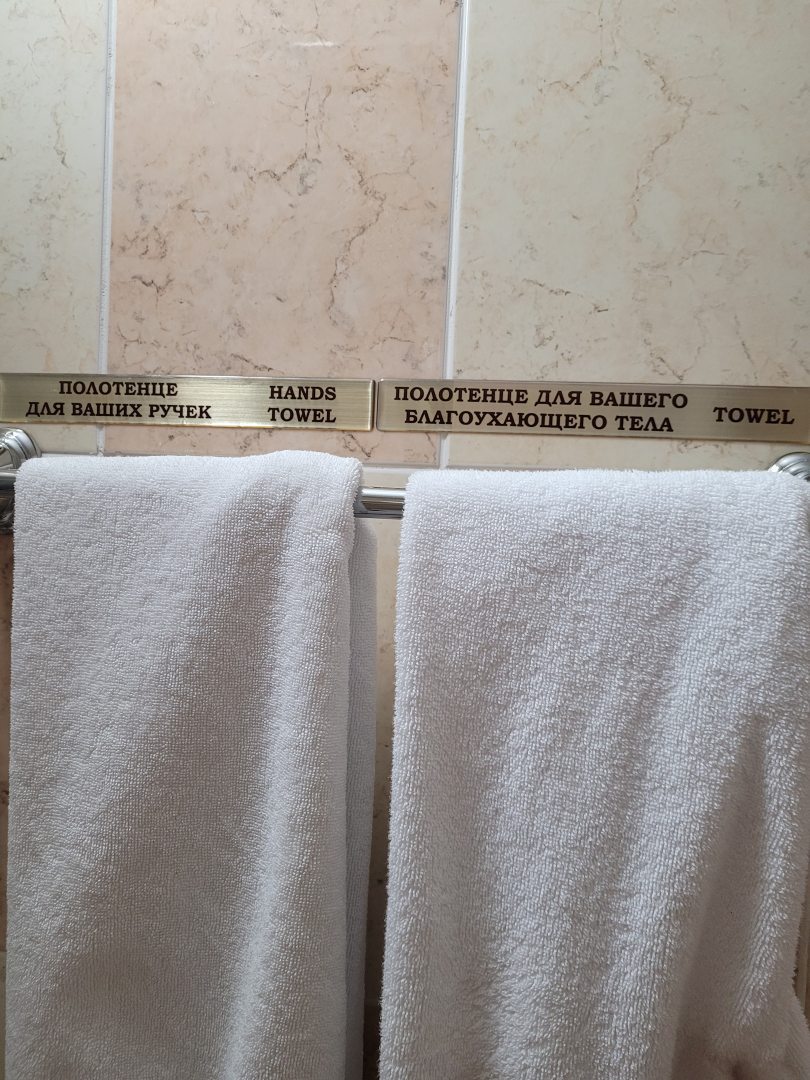 ПОЛОТЕНЦЕ
ДЛЯ ВАШИХ РУЧЕК
HANDS
TOWEL
ПОЛОТЕНЦЕ ДЛЯ ВАШЕГО
БЛАГОУХАЮЩЕГО ТЕЛА
TOWEL